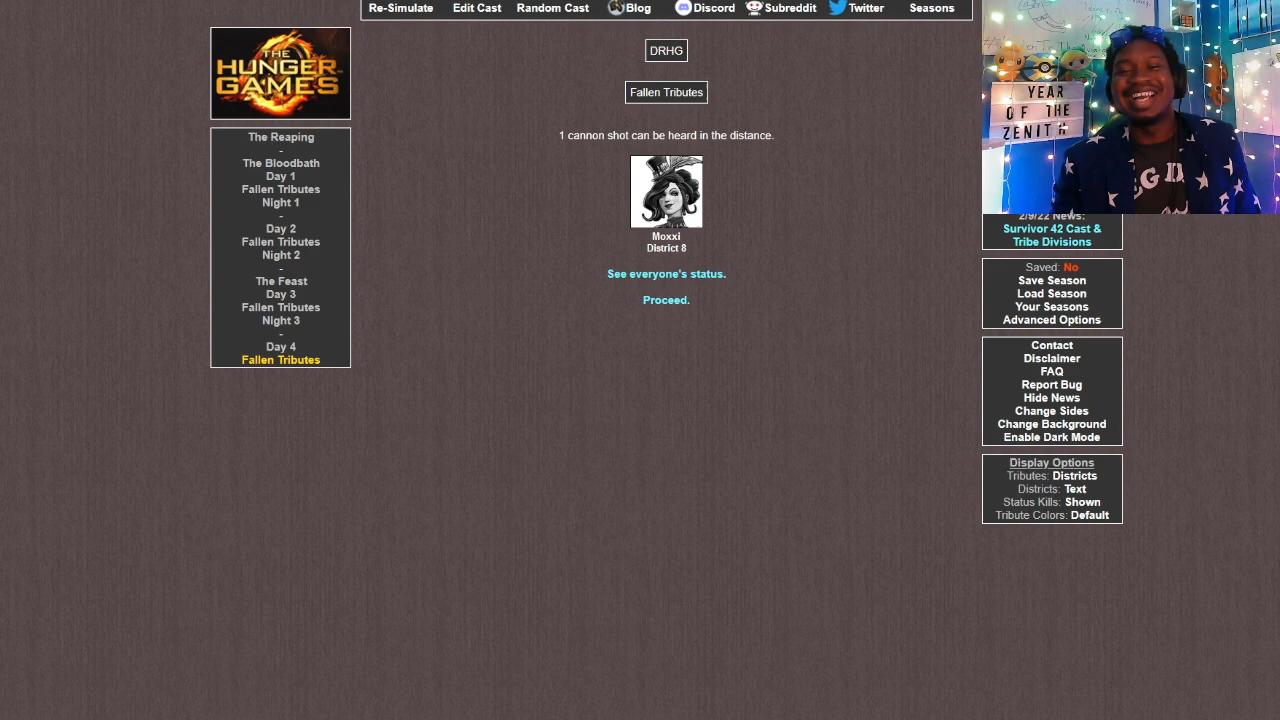 Re-Simulate Edit Cast Random Cast Blog Discord Subreddit Twitter Seasons
THE
HUNGER
GAMES
The Reaping
-
The Bloodbath
Day 1
Fallen Tributes
Night 1
-
Day 2
Fallen Tributes
Night 2
-
The Feast
Day 3
Fallen Tributes
Night 3
-
Day 4
Fallen Tributes
DRHG
Fallen Tributes
1 cannon shot can be heard in the distance.
Moxxi
District 8
See everyone's status.
Proceed.
YEAR
OF THE
ZENITH
2/9/22 News:
Survivor 42 Cast &
Tribe Divisions
Saved: No
Save Season
Load Season
Your Seasons
Advanced Options
Contact
Disclaimer
FAQ
Report Bug
Hide News
Change Sides
Change Background
Enable Dark Mode
Display Options
Tributes: Districts
Districts: Text
Status Kills: Shown
Tribute Colors: Default